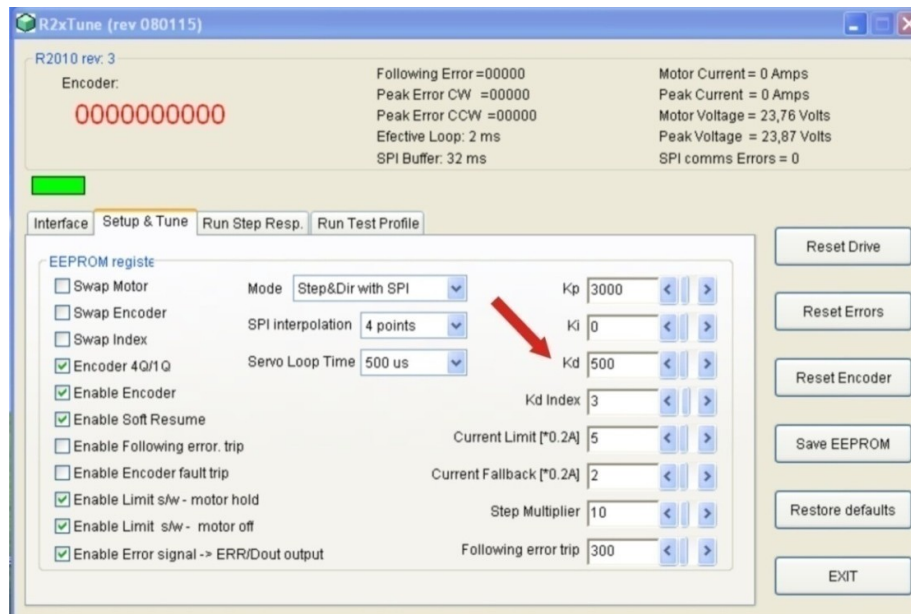 R2xTune (rev 080115)
R2010 rev: 3
Encoder:
0000000000
Following Error =00000
Peak Error CW =00000
Peak Error CCW =00000
Efective Loop: 2 ms
SPI Buffer: 32 ms
Motor Current = 0 Amps
Peak Current = 0 Amps
Motor Voltage = 23,76 Volts
Peak Voltage = 23,87 Volts
SPI comms Errors = 0
Interface
Setup & Tune
Run Step Resp.
Run Test Profile
EEPROM registe
Swap Motor
Swap Encoder
Swap Index
Encoder 4Q/1Q
Enable Encoder
Enable Soft Resume
Enable Following error. trip
Enable Encoder fault trip
Enable Limit s/w - motor hold
Enable Limit s/w - motor off
Enable Error signal -> ERR/Dout output
Mode Step&Dir with SPI
SPI interpolation 4 points
Servo Loop Time 500 us
Kp 3000
Ki 0
Kd 500
Kd Index 3
Current Limit [*0.2A] 5
Current Fallback [*0.2A] 2
Step Multiplier 10
Following error trip 300
Reset Drive
Reset Errors
Reset Encoder
Save EEPROM
Restore defaults
EXIT